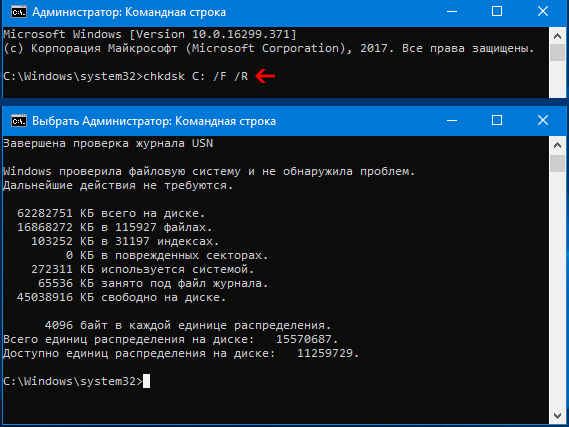 Администратор: Командная строка
Microsoft Windows [Version 10.0.16299.371]
(c) Корпорация Майкрософт (Microsoft Corporation), 2017. Все права защищены.
C:\Windows\system32>chkdsk C: /F /R
Выбрать Администратор: Командная строка
Завершена проверка журнала USN
Windows проверила файловую систему и не обнаружила проблем.
Дальнейшие действия не требуются.
62282751 КБ всего на диске.
16868272 КБ в 115927 файлах.
103252 КБ в 31197 индексах.
0 КБ в поврежденных секторах.
272311 КБ используется системой.
65536 КБ занято под файл журнала.
45038916 КБ свободно на диске.
4096 байт в каждой единице распределения.
Всего единиц распределения на диске: 15570687.
Доступно единиц распределения на диске: 11259729.
C:\Windows\system32>